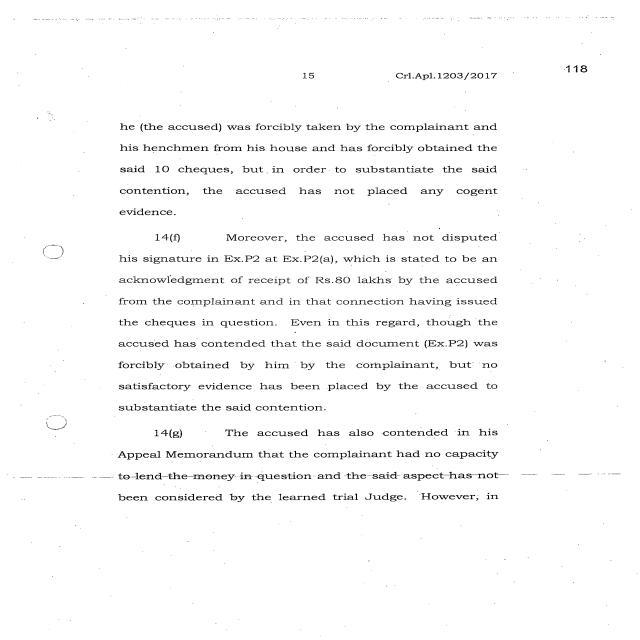 15 Crl.Apl.1203/2017 118
he (the accused) was forcibly taken by the complainant and
his henchmen from his house and has forcibly obtained the
said 10 cheques, but in order to substantiate the said
contention, the accused has not placed any cogent
evidence.
14(f) Moreover, the accused has not disputed
his signature in Ex.P2 at Ex.P2(a), which is stated to be an
acknowledgment of receipt of Rs.80 lakhs by the accused
from the complainant and in that connection having issued
the cheques in question. Even in this regard, though the
accused has contended that the said document (Ex.P2) was
forcibly obtained by him by the complainant, but no
satisfactory evidence has been placed by the accused to
substantiate the said contention.
14(g) The accused has also contended in his
Appeal Memorandum that the complainant had no capacity
to lend the money in question and the said aspect has not
been considered by the learned trial Judge. However, in